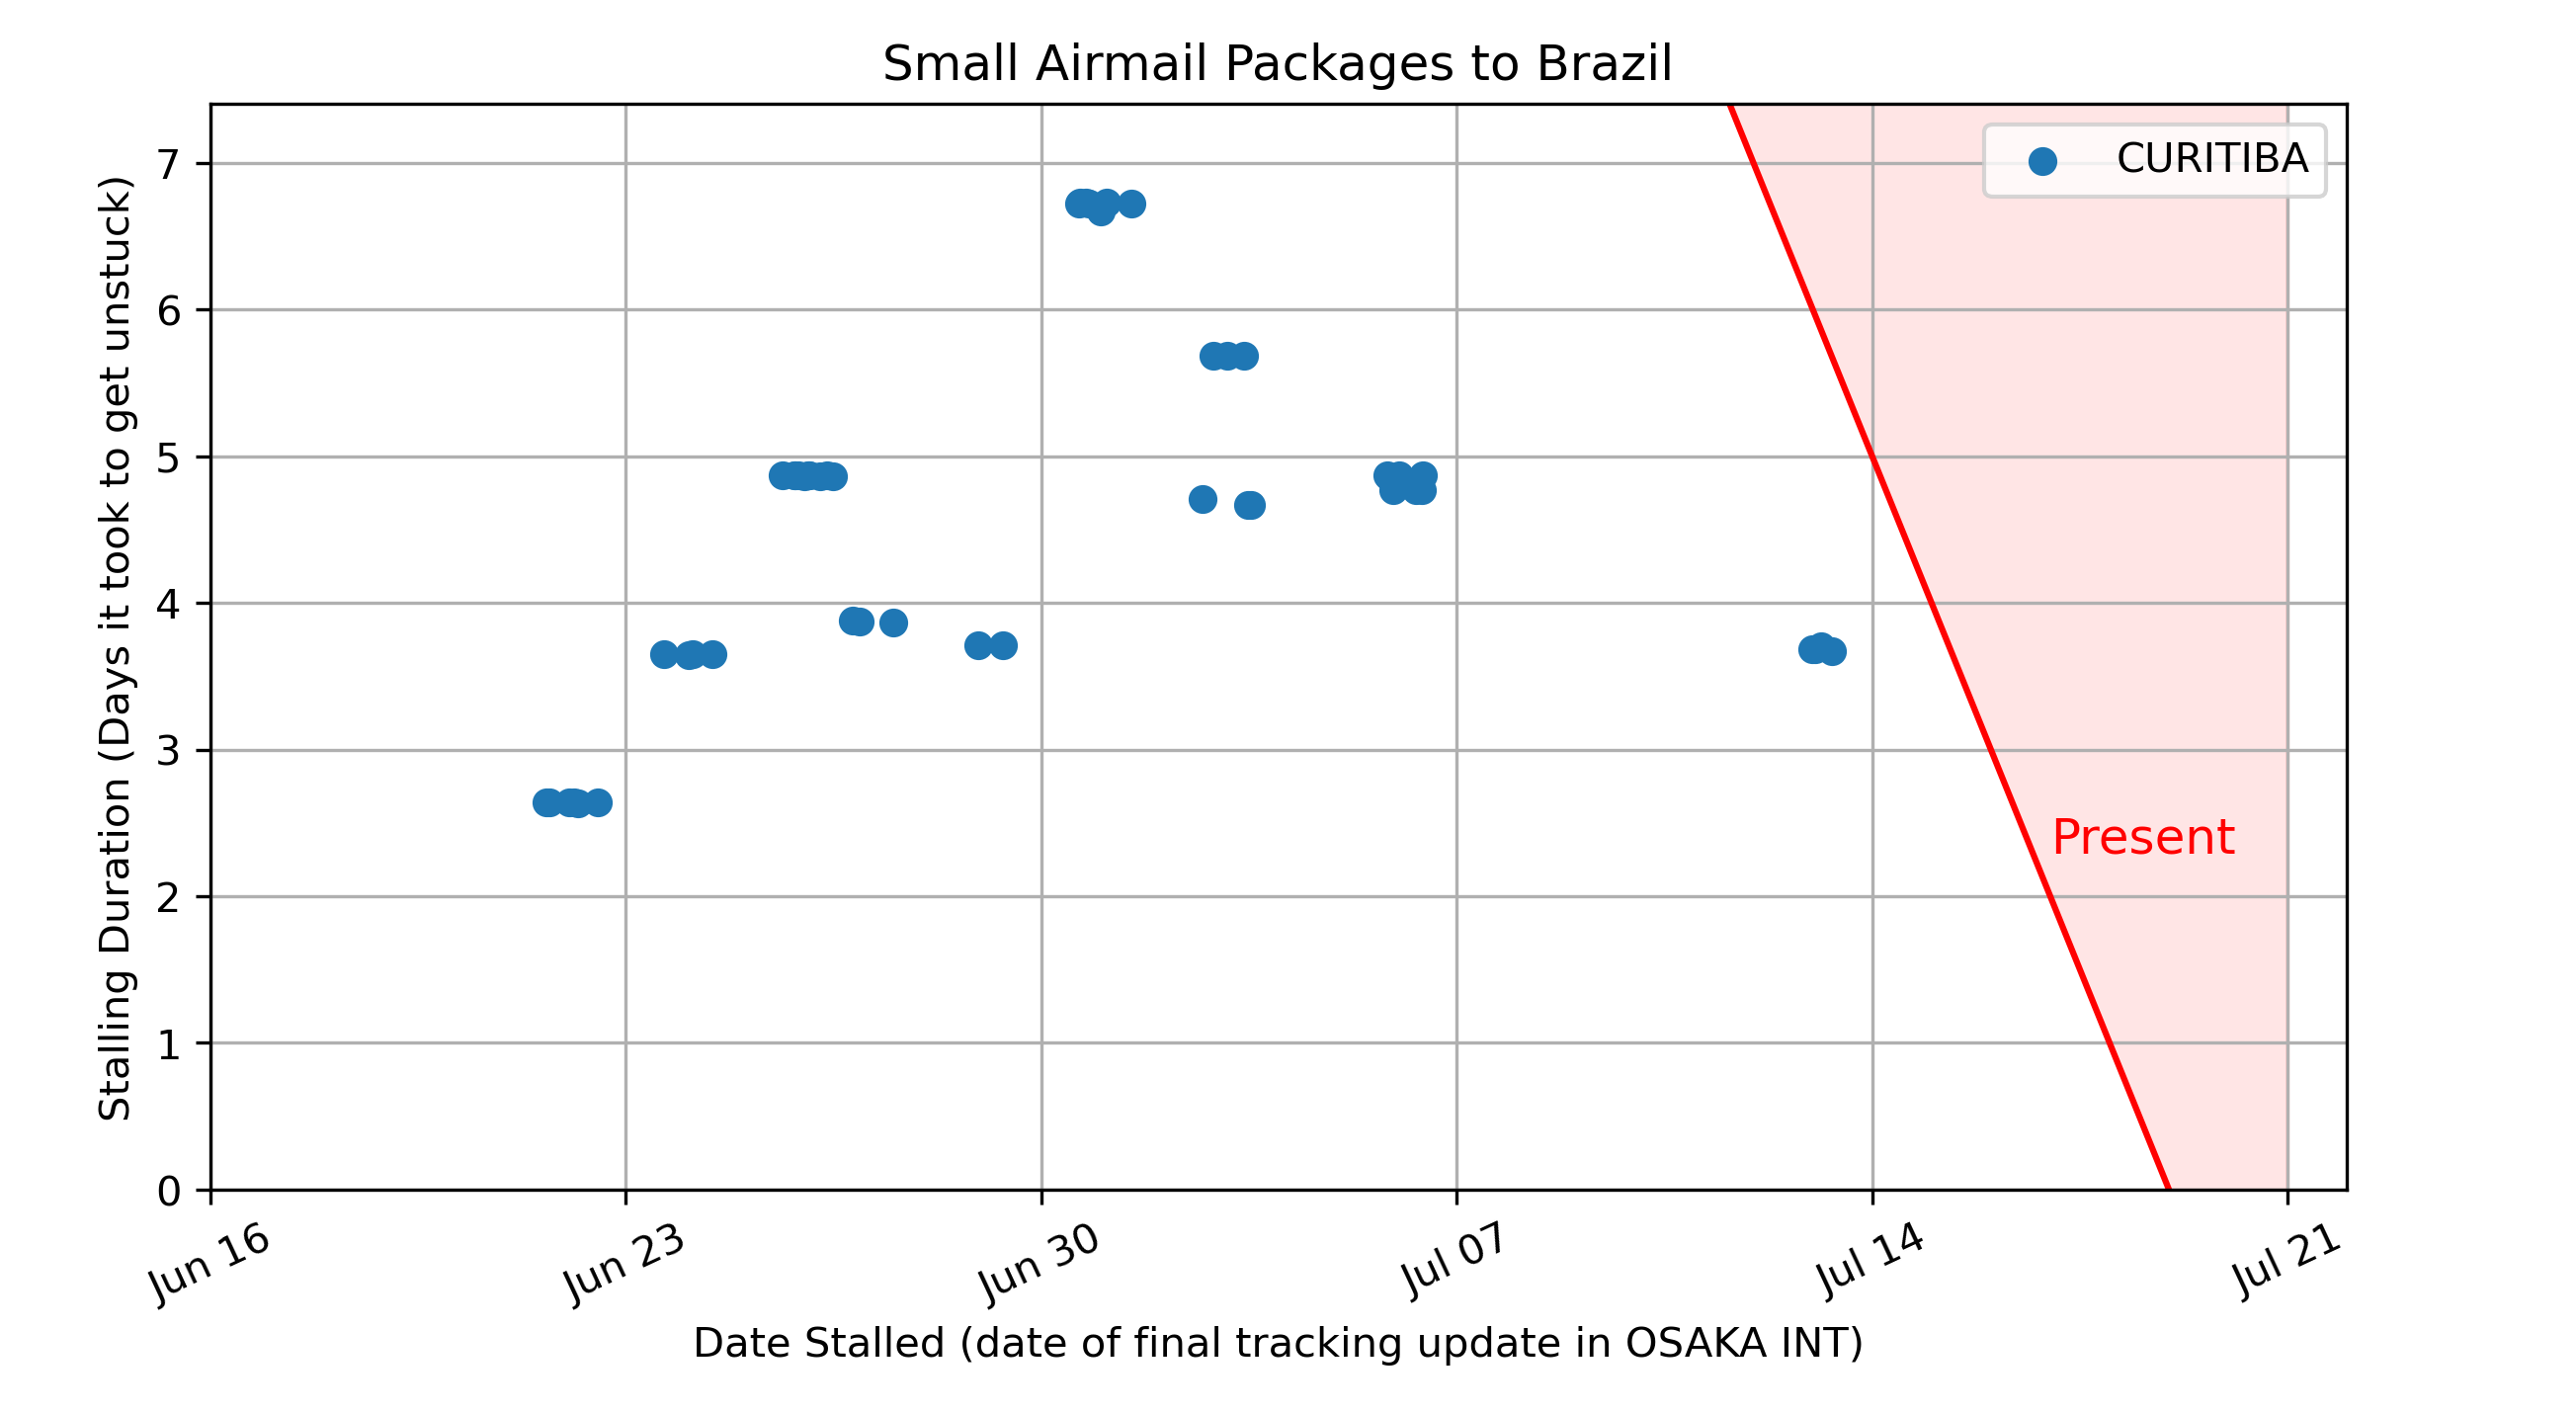 Small Airmail Packages to Brazil
CURITIBA
7
6
5
4
3
2
1
0
Stalling Duration (Days it took to get unstuck)
Present
Jun 16
Jun 23
Jun 30
Jul 07
Jul 14
Jul 21
Date Stalled (date of final tracking update in OSAKA INT)